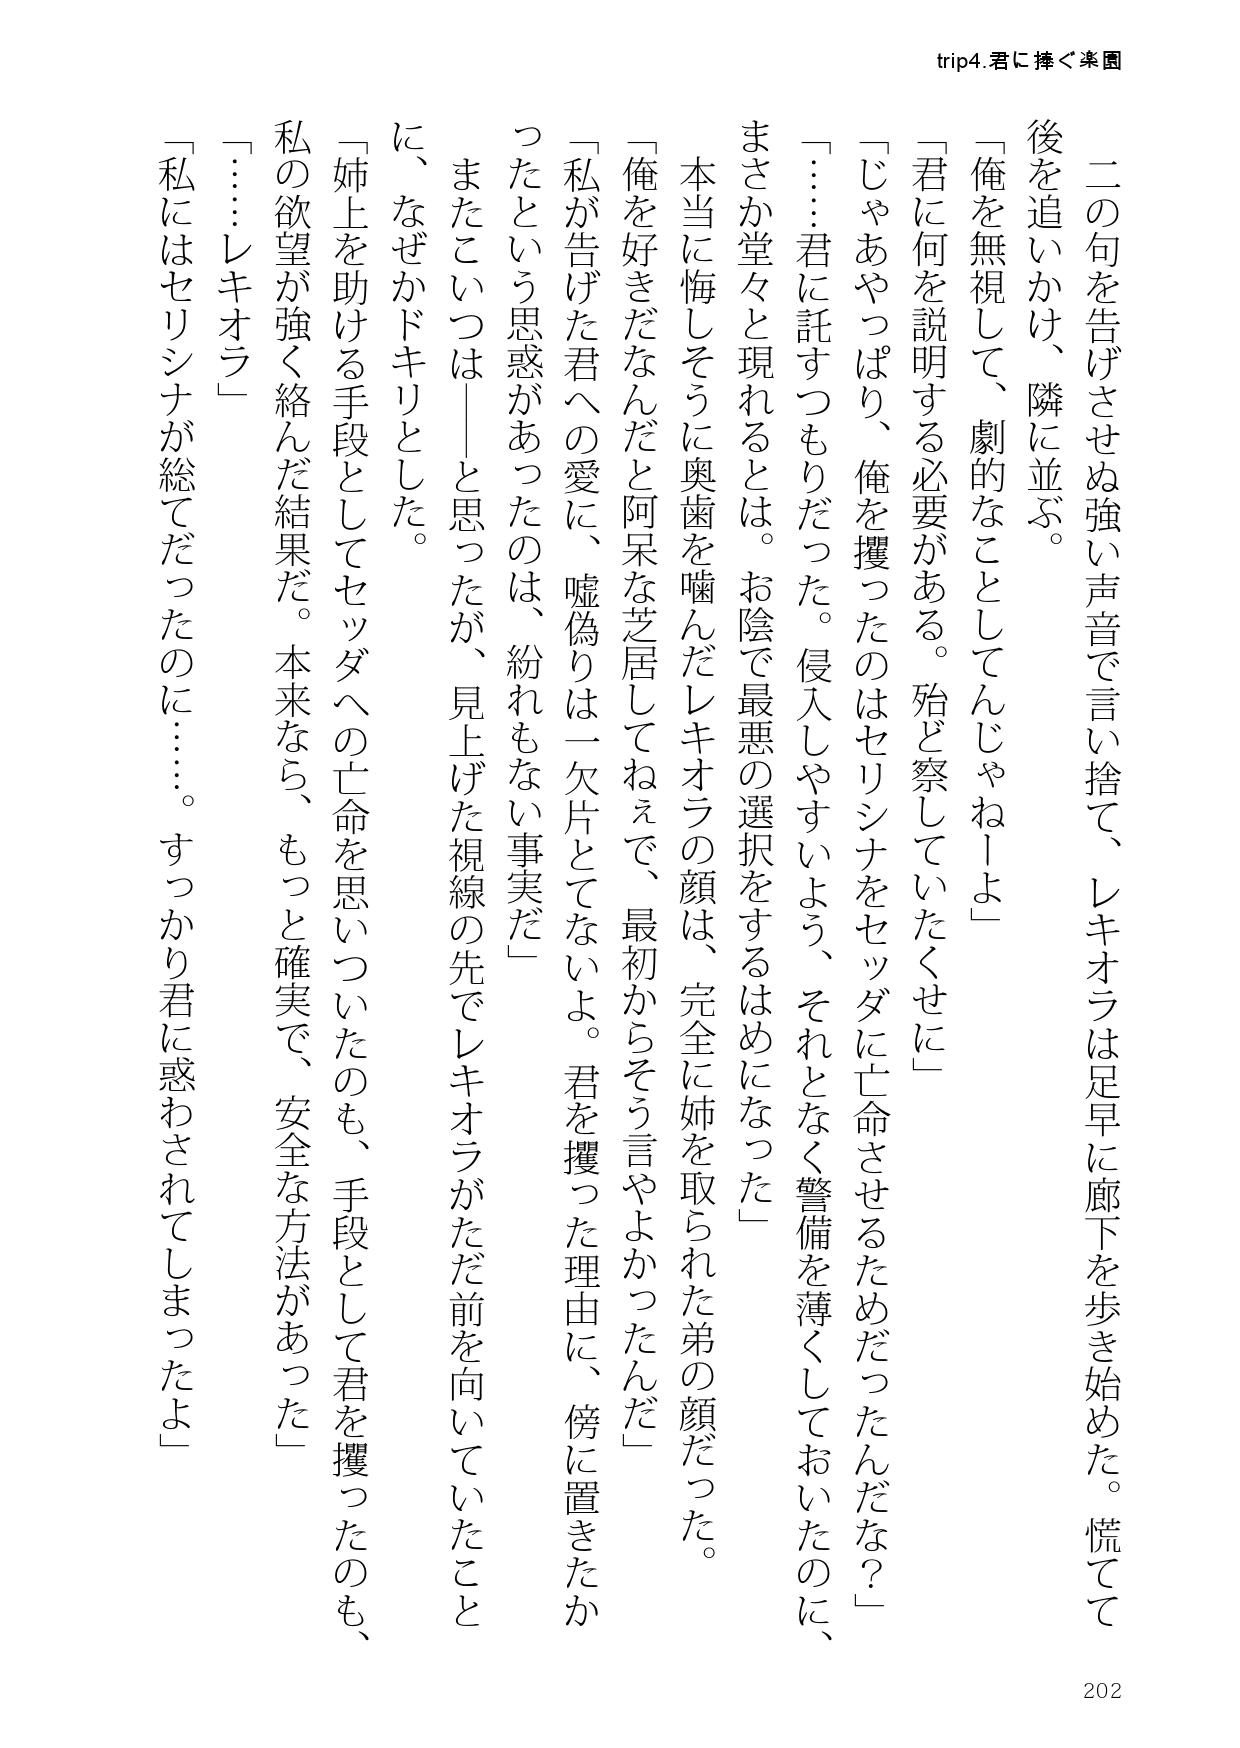 trip4.君に捧ぐ楽園
二の句を告げさせぬ強い声音で言い捨て、レキオラは足早に廊下を歩き始めた。慌てて
後を追いかけ、隣に並ぶ。
「俺を無視して、劇的なことしてんじゃねーよ」
「君に何を説明する必要がある。殆ど察していたくせに」
「じゃあやっぱり、俺を攫ったのはセリシナをセッダに亡命させるためだったんだな？」
「……君に託すつもりだった。侵入しやすいよう、それとなく警備を薄くしておいたのに、
まさか堂々と現れるとは。お陰で最悪の選択をするはめになった」
本当に悔しそうに奥歯を噛んだレキオラの顔は、完全に姉を取られた弟の顔だった。
「俺を好きだなんだと阿呆な芝居してねぇで、最初からそう言やよかったんだ」
「私が告げた君への愛に、嘘偽りは一欠片とてないよ。君を攫った理由に、傍に置きたか
ったという思惑があったのは、紛れもない事実だ」
またこいつは――と思ったが、見上げた視線の先でレキオラがただ前を向いていたこと
に、なぜかドキリとした。
「姉上を助ける手段としてセッダへの亡命を思いついたのも、手段として君を攫ったのも、
私の欲望が強く絡んだ結果だ。本来なら、もっと確実で、安全な方法があった」
「……レキオラ」
「私にはセリシナが総てだったのに……。すっかり君に惑わされてしまったよ」
202